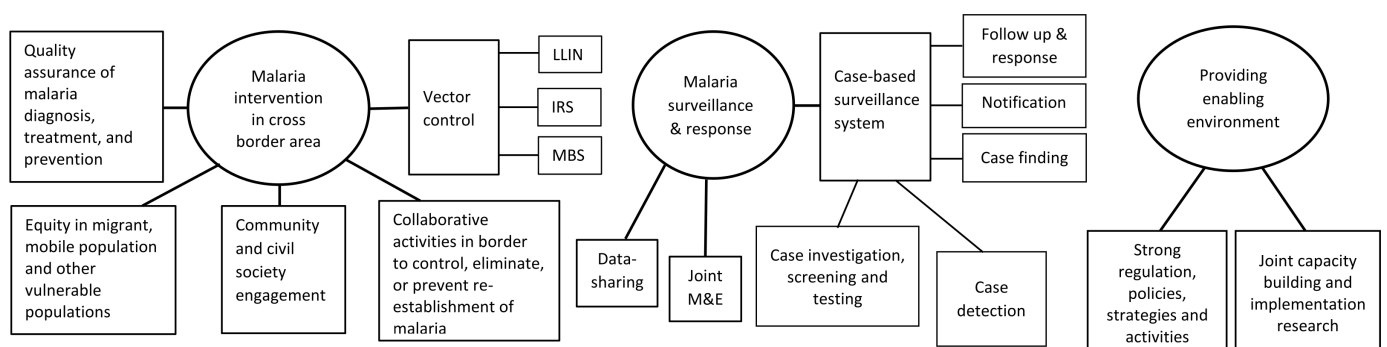 Quality
assurance of
malaria
diagnosis,
treatment, and
prevention
Malaria
intervention
in cross
border area
Vector
control
LLIN
IRS
MBS
Equity in migrant,
mobile population
and other
vulnerable
populations
Community
and civil
society
engagement
Collaborative
activities in border
to control, eliminate,
or prevent re-
establishment of
malaria
Malaria
surveillance
& response
Case-based
surveillance
system
Follow up &
response
Notification
Case finding
Data-
sharing
Joint
M&E
Case investigation,
screening and
testing
Case
detection
Providing
enabling
environment
Strong
regulation,
policies,
strategies and
activities
Joint capacity
building and
implementation
research